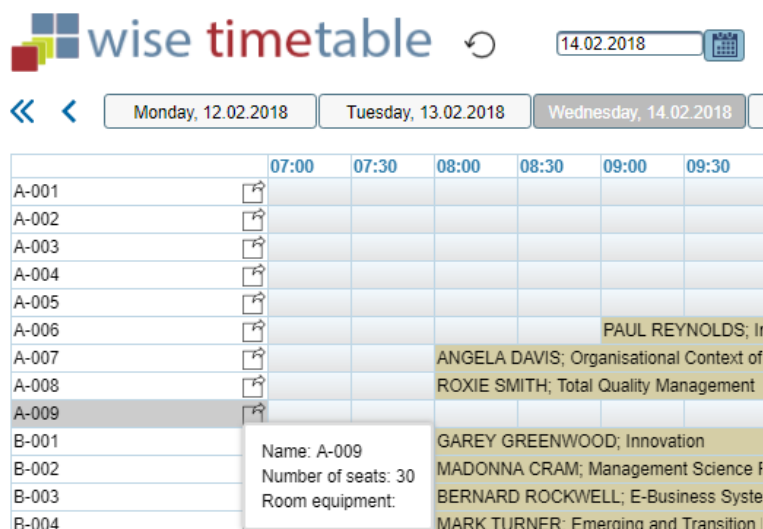 wise timetable 14.02.2018
Monday, 12.02.2018 Tuesday, 13.02.2018 Wednesday, 14.02.2018
07:00 07:30 08:00 08:30 09:00 09:30
A-001
A-002
A-003
A-004
A-005
A-006 PAUL REYNOLDS;
A-007 ANGELA DAVIS; Organisational Context of
A-008 ROXIE SMITH; Total Quality Management
A-009
B-001 GAREY GREENWOOD; Innovation
Name: A-009
B-002 MADONNA CRAM; Management Science
Number of seats: 30
B-003 BERNARD ROCKWELL; E-Business
Room equipment:
B-004 MARK TURNER; Emerging and Transition